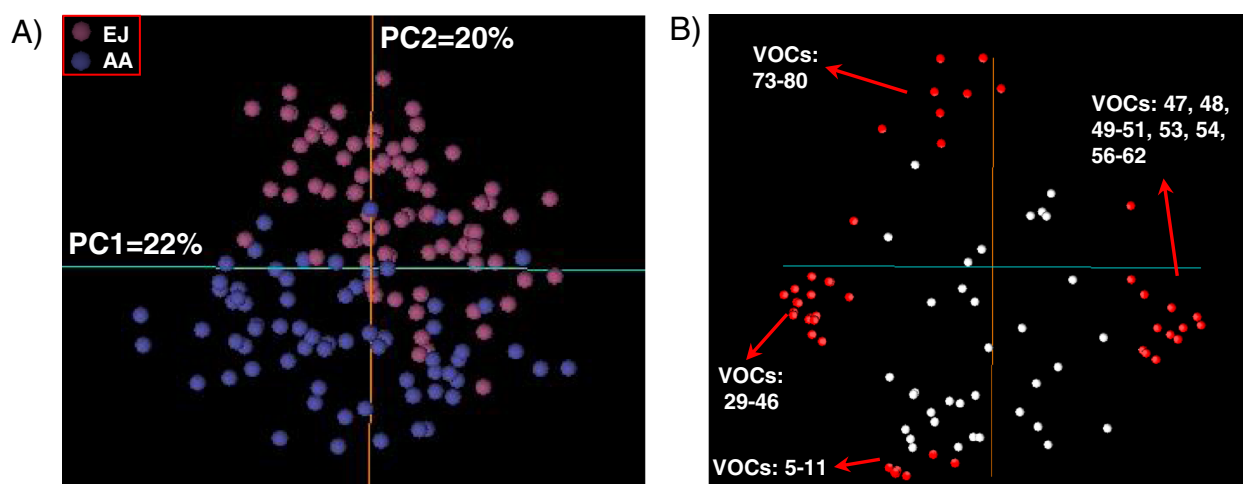 A)
EJ
AA
PC2=20%
PC1=22%
B)
VOCs:
73-80
VOCs: 47, 48,
49-51, 53, 54,
56-62
VOCs:
29-46
VOCs: 5-11